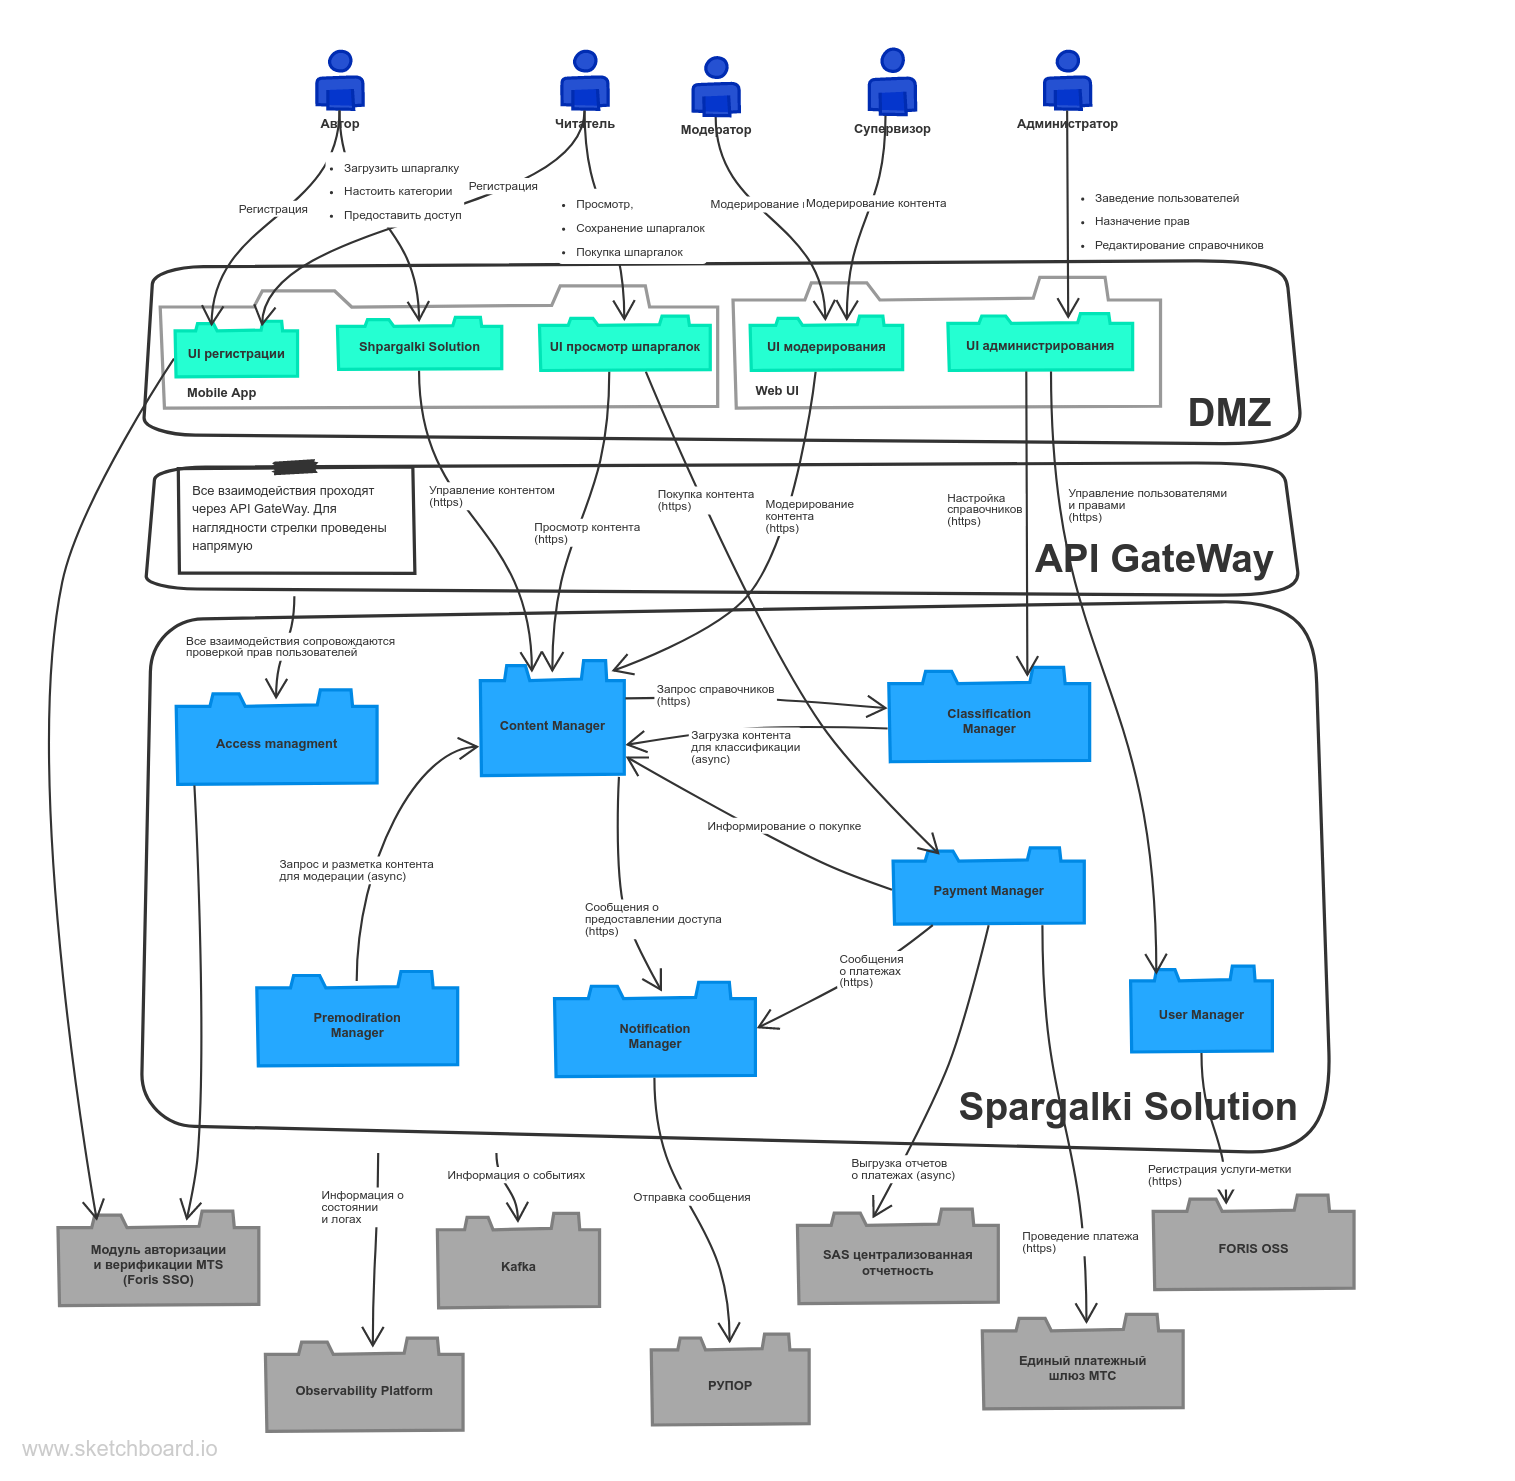 Автор
Читатель
Модератор
Супервизор
Администратор
• Загрузить шпаргалку
• Настоить категории
• Предоставить доступ
Регистрация
Регистрация
• Просмотр,
• Сохранение шпаргалок
• Покупка шпаргалок
Модерирование
Модерирование контента
• Заведение пользователей
• Назначение прав
• Редактирование справочников
UI регистрации
Shpargalki Solution
UI просмотр шпаргалок
UI модерирования
UI администрирования
Mobile App
Web UI
DMZ
Все взаимодействия проходят
через API GateWay. Для
наглядности стрелки проведены
напрямую
Управление контентом
(https)
Просмотр контента
(https)
Покупка контента
(https)
Модерирование
контента
(https)
Настройка
справочников
(https)
Управление пользователями
и правами
(https)
API GateWay
Все взаимодействия сопровождаются
проверкой прав пользователей
Access managment
Content Manager
Запрос справочников
(https)
Загрузка контента
для классификации
(async)
Classification
Manager
Информирование о покупке
Запрос и разметка контента
для модерации (async)
Payment Manager
Сообщения о
предоставлении доступа
(https)
Сообщения
о платежах
(https)
Premodiration
Manager
Notification
Manager
User Manager
Spargalki Solution
Информация о
состоянии
и логах
Информация о событиях
Отправка сообщения
Выгрузка отчетов
о платежах (async)
Проведение платежа
(https)
Регистрация услуги-метки
(https)
Модуль авторизации
и верификации MTS
(Foris SSO)
Kafka
SAS централизованная
отчетность
FORIS OSS
Observability Platform
РУПОР
Единый платежный
шлюз МТС
www.sketchboard.io